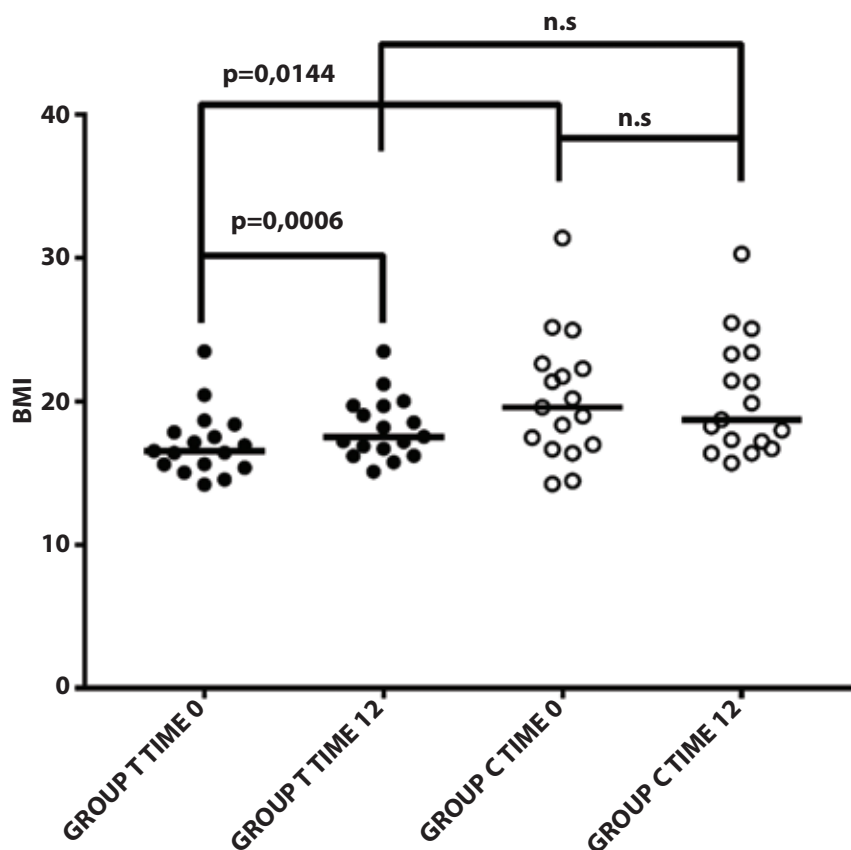 n.s
p=0,0144
40
n.s
p=0,0006
30
20
BMI
10
0
GROUP T TIME 0
GROUP T TIME 12
GROUP C TIME 0
GROUP C TIME 12